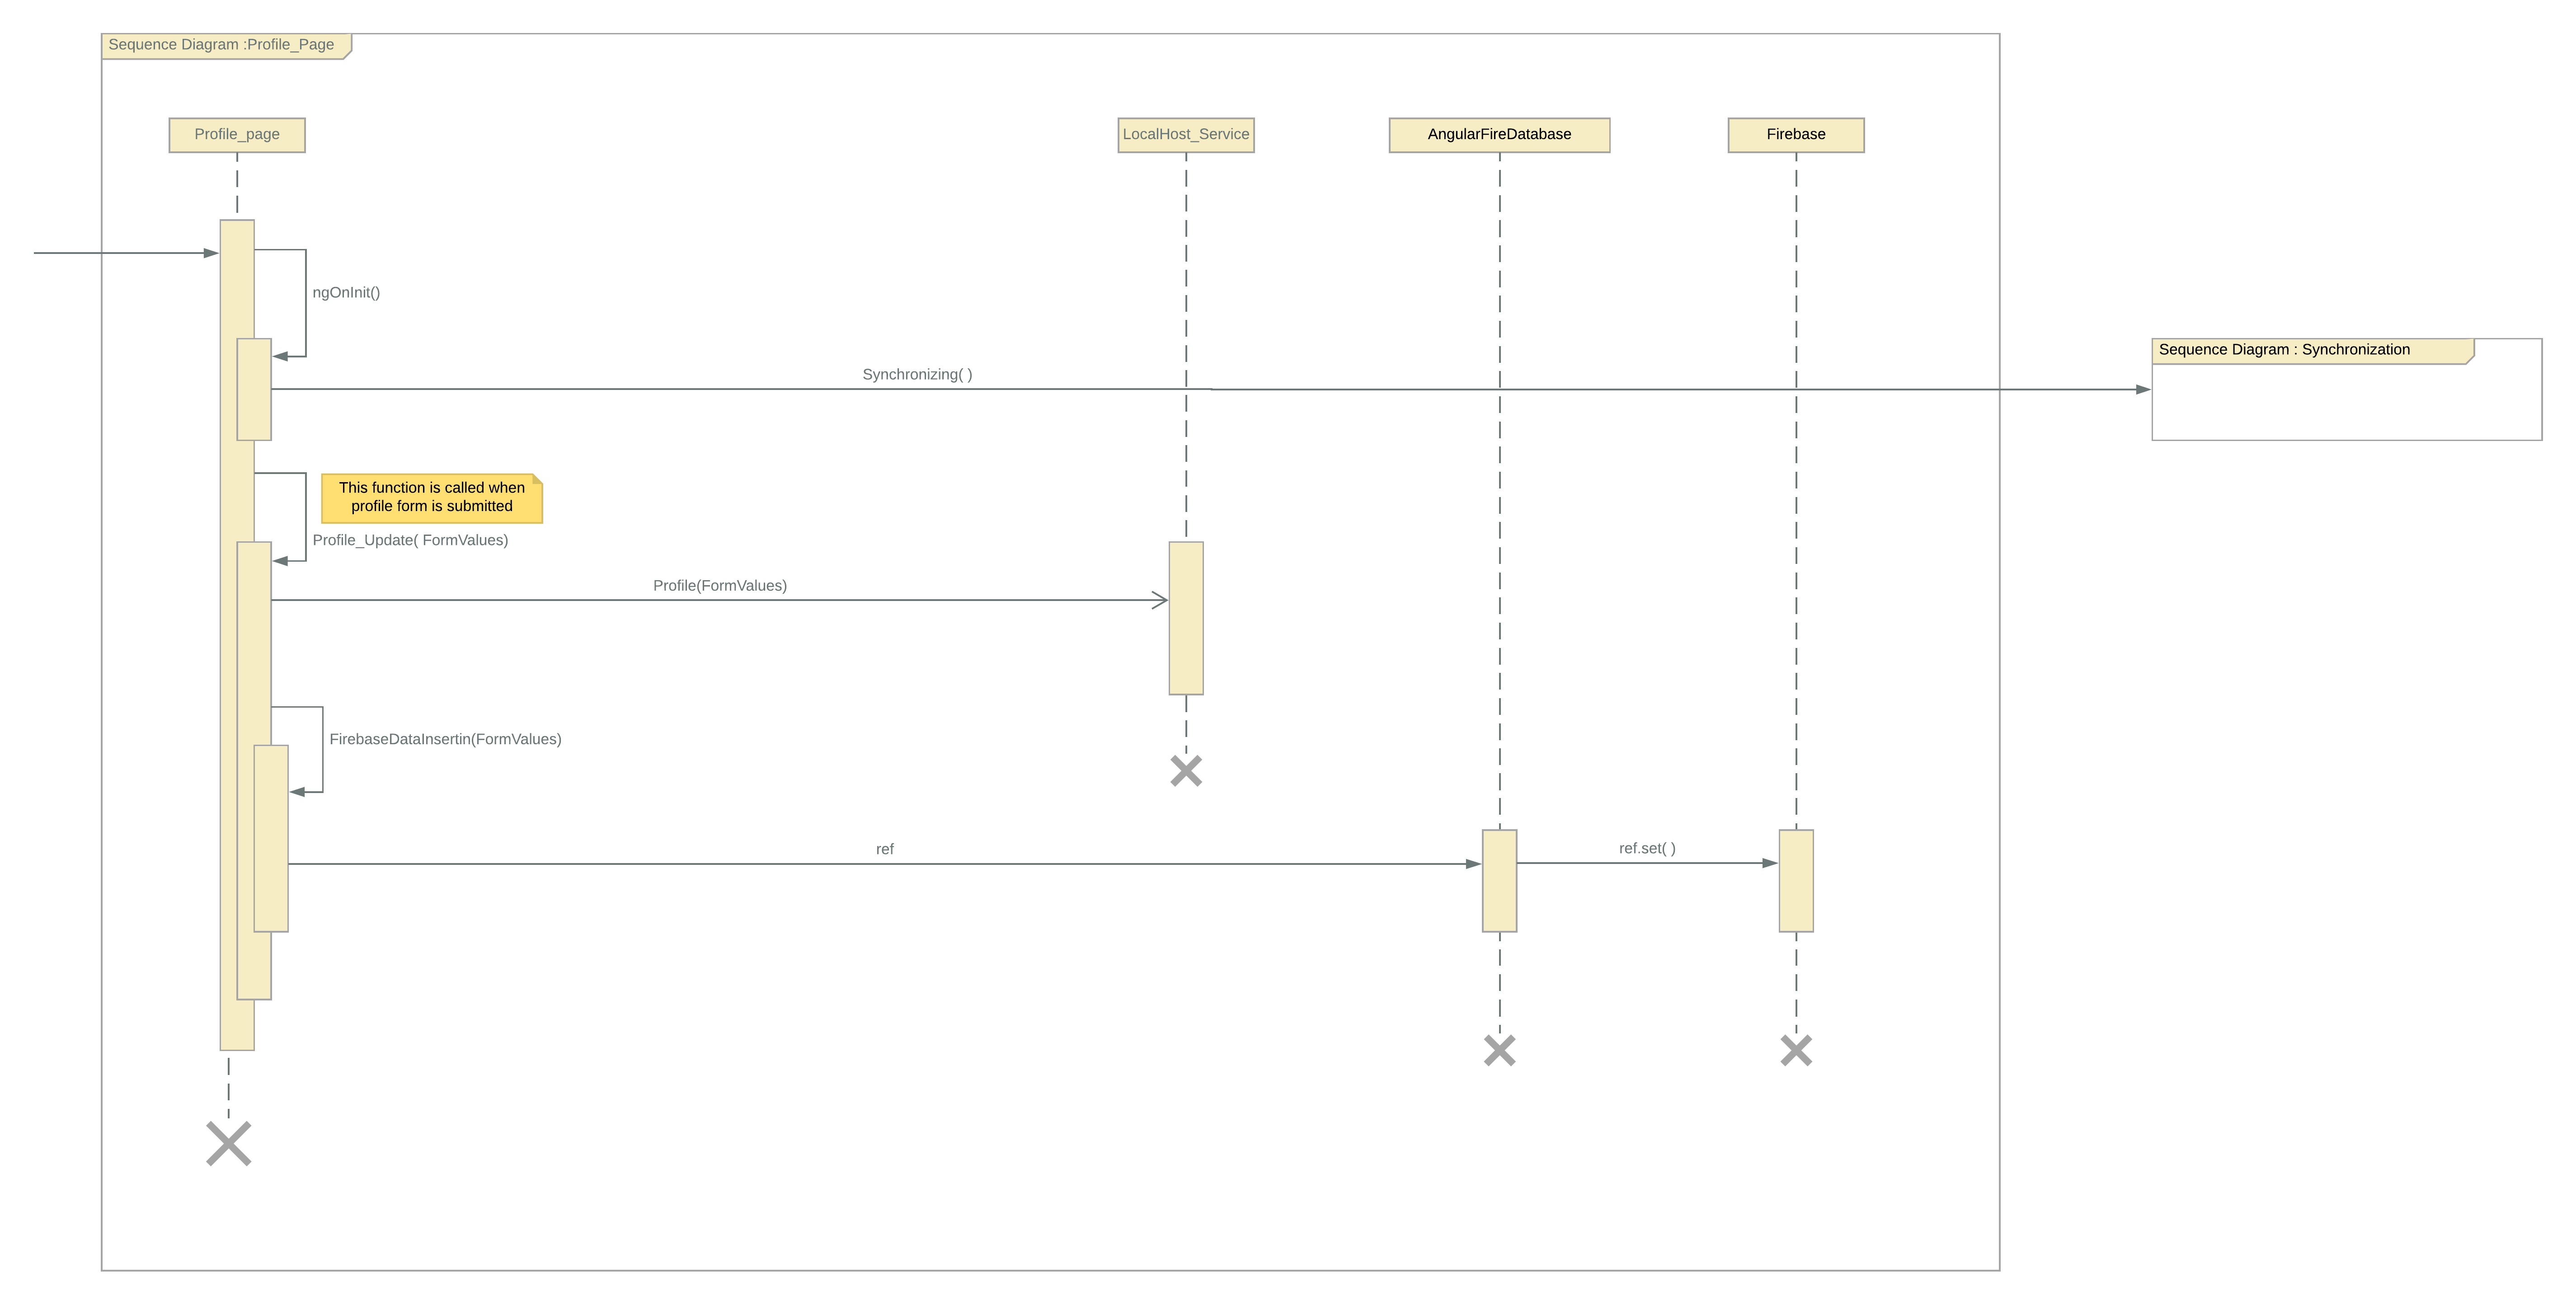 Sequence Diagram :Profile_Page
Profile_page
LocalHost_Service
AngularFireDatabase
Firebase
ngOnInit()
Sequence Diagram : Synchronization
Synchronizing( )
This function is called when
profile form is submitted
Profile_Update( FormValues)
Profile(FormValues)
FirebaseDataInsertin(FormValues)
ref
ref.set( )